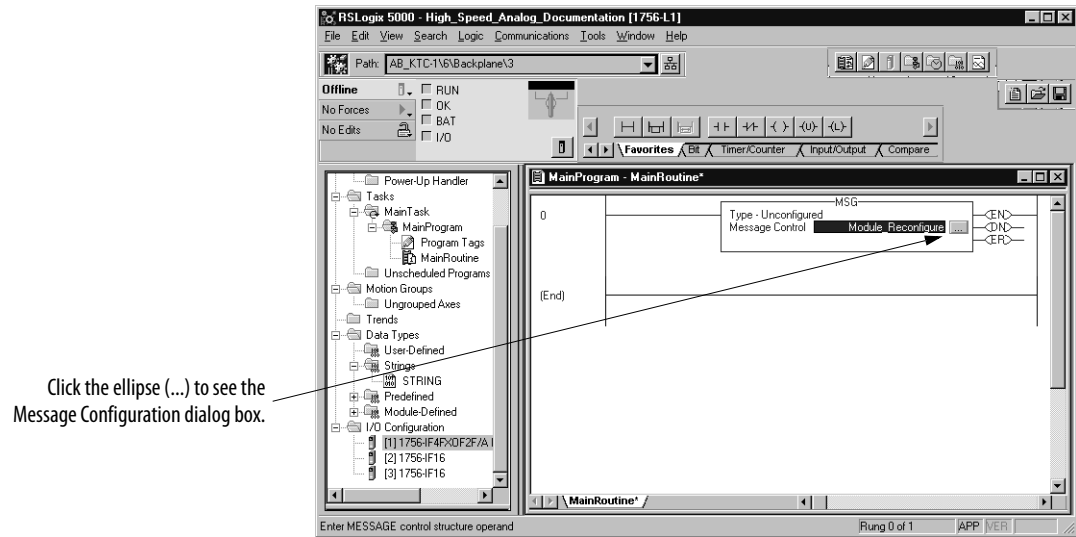 RSLogix 5000 - High_Speed_Analog_Documentation [1756-L1]
File Edit View Search Logic Communications Tools Window Help
Path: AB_KTC-1\6\Backplane\3
Offline
RUN
No Forces
OK
No Edits
BAT
I/O
Favorites Bit Timer/Counter Input/Output Compare
Power-Up Handler
Tasks
MainTask
MainProgram
Program Tags
MainRoutine
Unscheduled Programs
Motion Groups
Ungrouped Axes
Trends
Data Types
User-Defined
Strings
STRING
Predefined
Module-Defined
I/O Configuration
[1] 1756-IF4FXOF2F/A
[2] 1756-IF16
[3] 1756-IF16
MainProgram - MainRoutine*
0
MSG
Type - Unconfigured
Message Control Module_Reconfigure ...
EN
DN
ER
(End)
MainRoutine*
Click the ellipse (...) to see the
Message Configuration dialog box.
Enter MESSAGE control structure operand
Rung 0 of 1
APP
VER